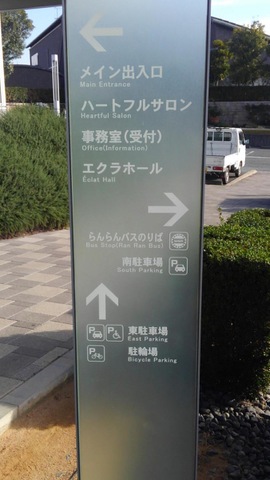 メイン出入口
Main Entrance
ハートフルサロン
Heartful Salon
事務室(受付)
Office(Information)
エクラホール
Eclat Hall
らんらんバスのりば
Bus Stop(Ran Ran Bus)
南駐車場
South Parking
P
東駐車場
East Parking
P
駐輪場
Bicycle Parking
P